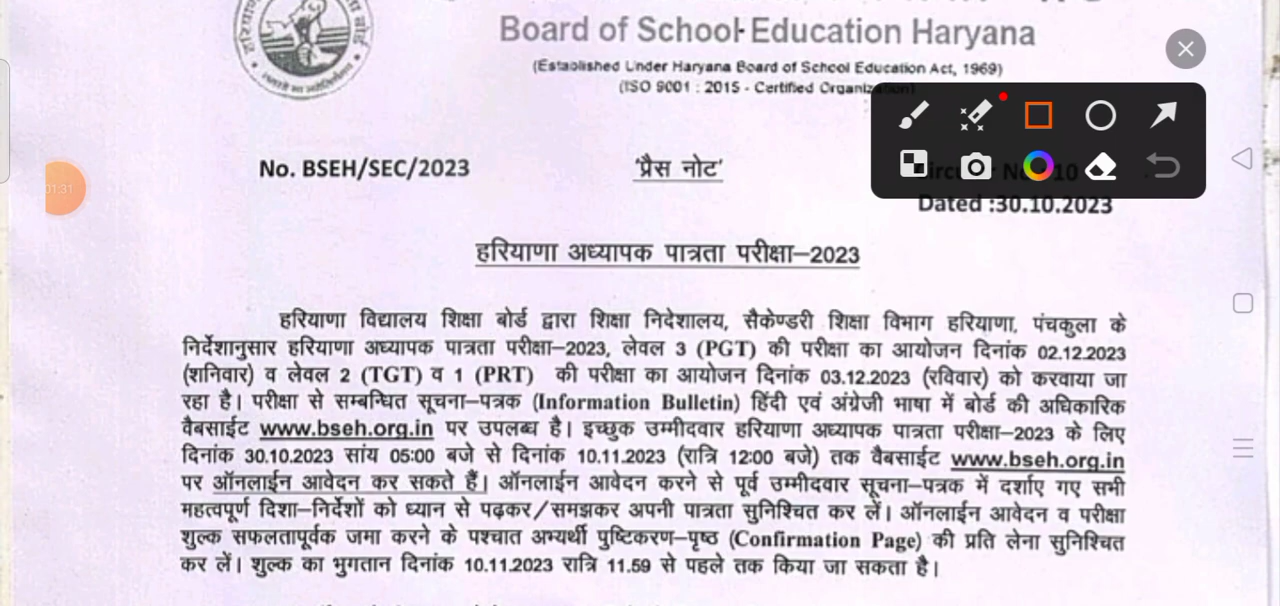 Board of School Education Haryana
(Established Under Haryana Board of School Education Act, 1969)
(ISO 9001 : 2015 - Certified Organization)
No. BSEH/SEC/2023
'प्रैस नोट'
Dated :30.10.2023
01:31
हरियाणा अध्यापक पात्रता परीक्षा–2023
हरियाणा विद्यालय शिक्षा बोर्ड द्वारा शिक्षा निदेशालय, सैकेण्डरी शिक्षा विभाग हरियाणा, पंचकुला के
निर्देशानुसार हरियाणा अध्यापक पात्रता परीक्षा–2023, लेवल 3 (PGT) की परीक्षा का आयोजन दिनांक 02.12.2023
(शनिवार) व लेवल 2 (TGT) व 1 (PRT) की परीक्षा का आयोजन दिनांक 03.12.2023 (रविवार) को करवाया जा
रहा है। परीक्षा से सम्बन्धित सूचना–पत्रक (Information Bulletin) हिंदी एवं अंग्रेजी भाषा में बोर्ड की अधिकारिक
वैबसाईट www.bseh.org.in पर उपलब्ध है। इच्छुक उम्मीदवार हरियाणा अध्यापक पात्रता परीक्षा–2023 के लिए
दिनांक 30.10.2023 सांय 05:00 बजे से दिनांक 10.11.2023 (रात्रि 12:00 बजे) तक वैबसाईट www.bseh.org.in
पर ऑनलाईन आवेदन कर सकते हैं। ऑनलाईन आवेदन करने से पूर्व उम्मीदवार सूचना–पत्रक में दर्शाए गए सभी
महत्वपूर्ण दिशा–निर्देशों को ध्यान से पढ़कर/समझकर अपनी पात्रता सुनिश्चित कर लें। ऑनलाईन आवेदन व परीक्षा
शुल्क सफलतापूर्वक जमा करने के पश्चात अभ्यर्थी पुष्टिकरण–पृष्ठ (Confirmation Page) की प्रति लेना सुनिश्चित
कर लें। शुल्क का भुगतान दिनांक 10.11.2023 रात्रि 11.59 से पहले तक किया जा सकता है।